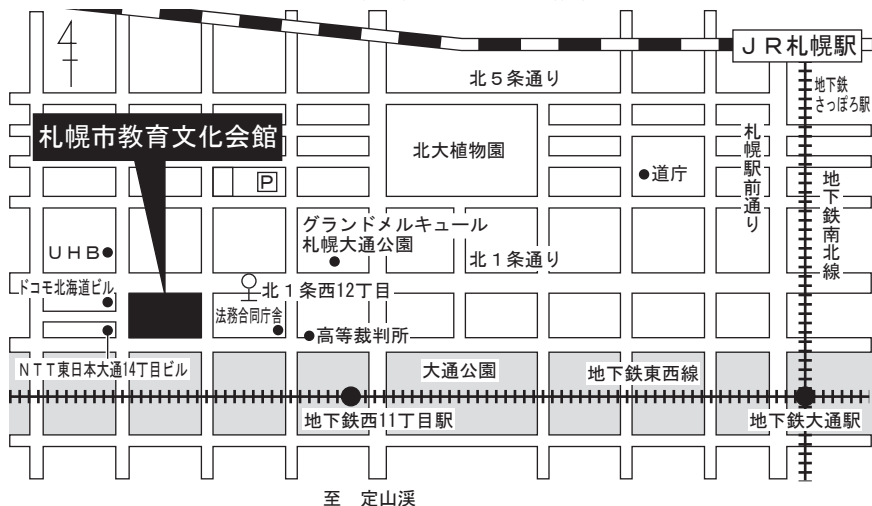 4
JR札幌駅
北5条通り
地下鉄
さっぽろ駅
札幌市教育文化会館
北大植物園
P
道庁
札幌駅前通り
地下鉄南北線
グランドメルキュール
札幌大通公園
UHB
北1条通り
ドコモ北海道ビル
北1条西12丁目
法務合同庁舎
高等裁判所
NTT東日本大通14丁目ビル
大通公園
地下鉄東西線
地下鉄西11丁目駅
地下鉄大通駅
至 定山渓